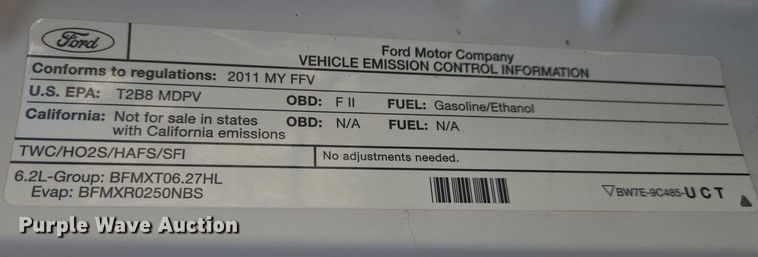 Ford
Ford Motor Company
VEHICLE EMISSION CONTROL INFORMATION
Conforms to regulations: 2011 MY FFV
U.S. EPA: T2B8 MDPV OBD: F II FUEL: Gasoline/Ethanol
California: Not for sale in states OBD: N/A FUEL: N/A
with California emissions
TWC/HO2S/HAFS/SFI No adjustments needed.
6.2L-Group: BFMXT06.27HL
Evap: BFMXR0250NBS
BW7E-9C485-UCT
Purple Wave Auction